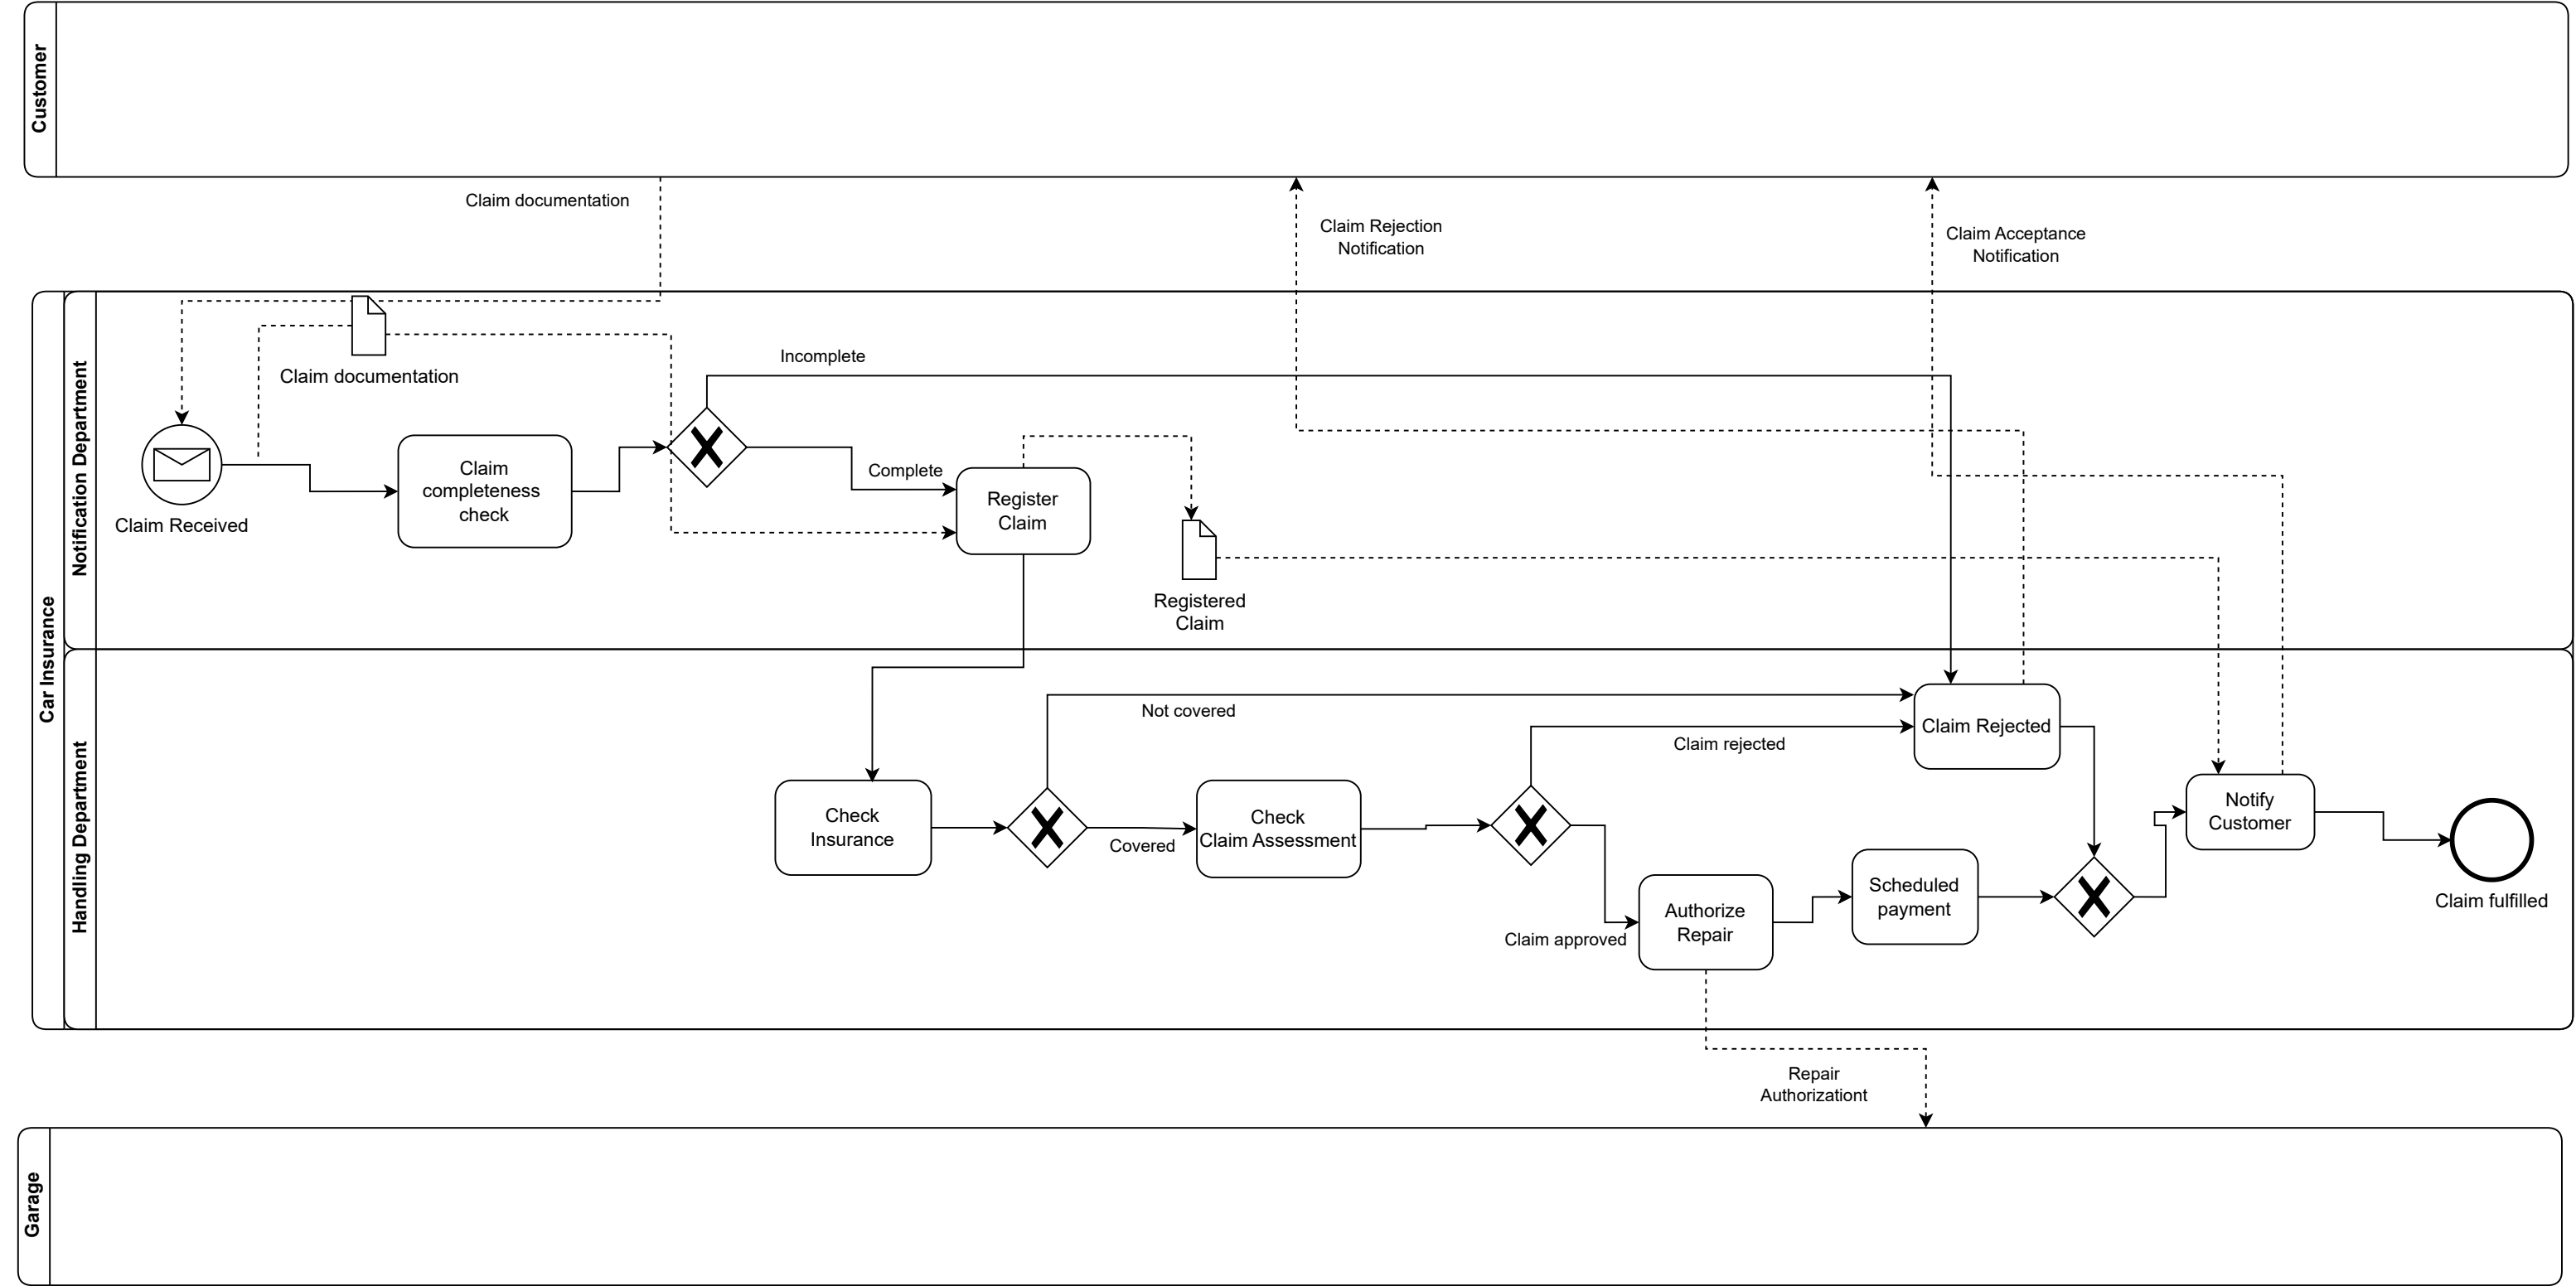 Customer
Claim documentation
Claim Rejection
Notification
Claim Acceptance
Notification
Car Insurance
Notification Department
Claim documentation
Incomplete
Claim Received
Claim
completeness
check
Complete
Register
Claim
Registered
Claim
Handling Department
Not covered
Claim rejected
Claim Rejected
Check
Insurance
Covered
Check
Claim Assessment
Claim approved
Authorize
Repair
Scheduled
payment
Notify
Customer
Claim fulfilled
Repair
Authorizationt
Garage